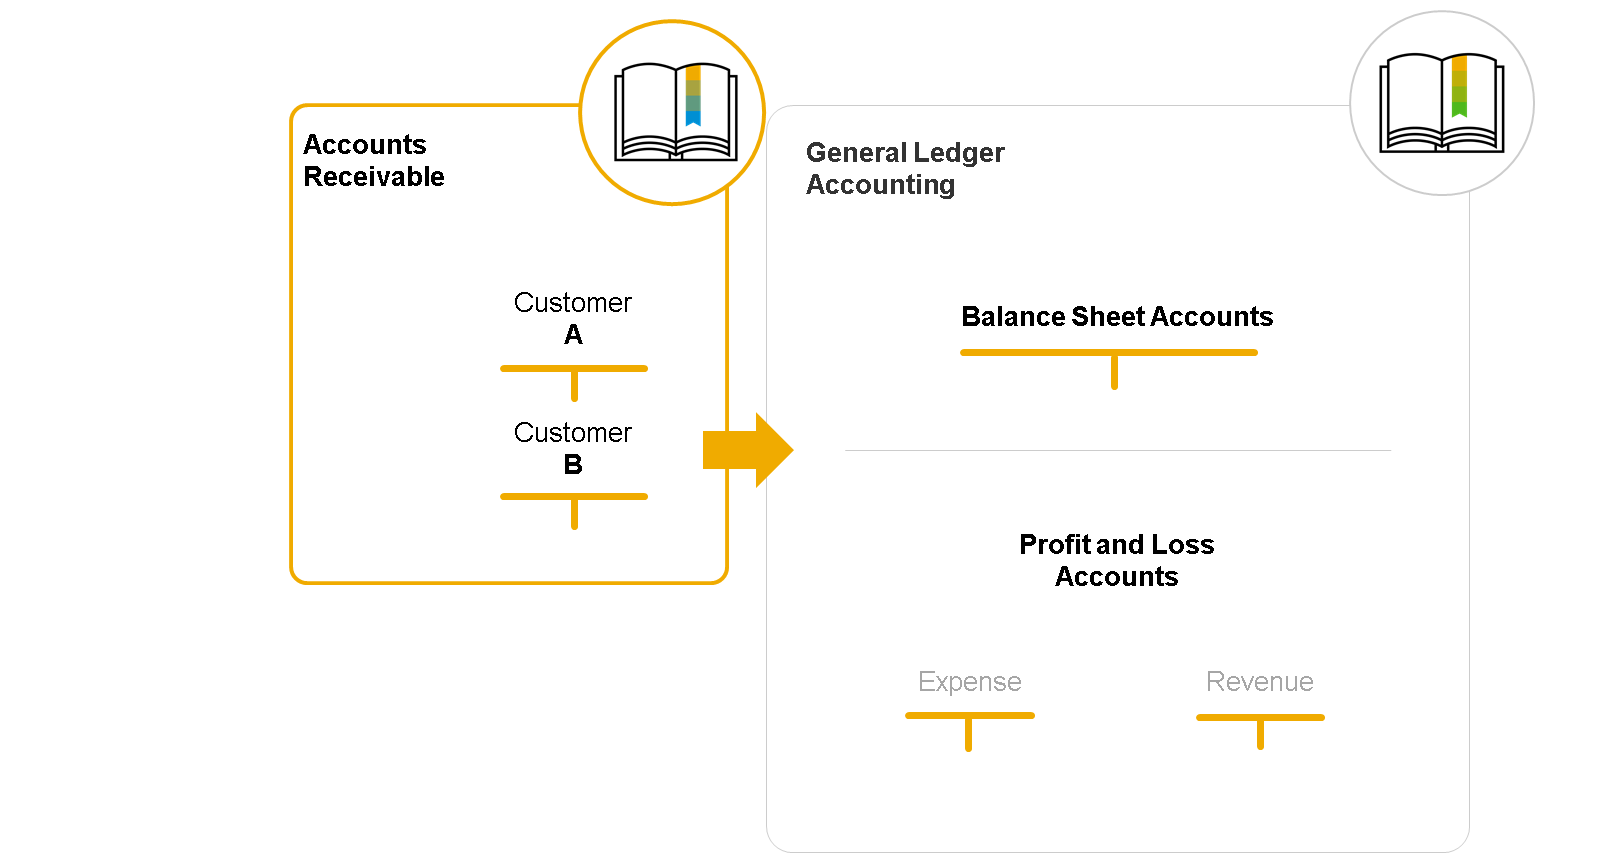 Accounts
Receivable
Customer
A
Customer
B
General Ledger
Accounting
Balance Sheet Accounts
Profit and Loss
Accounts
Expense
Revenue